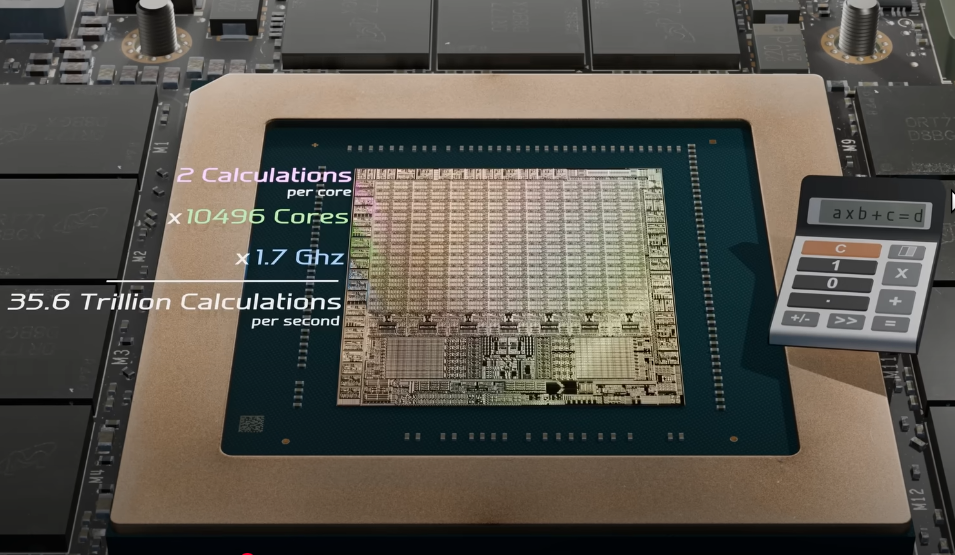 2 Calculations
per core
x 10496 Cores
x 1.7 Ghz
35.6 Trillion Calculations
per second
M1
M2
M3
M4
M9
M12
a x b + c = d
C
1
x
0
+
.
+/-
>>
=